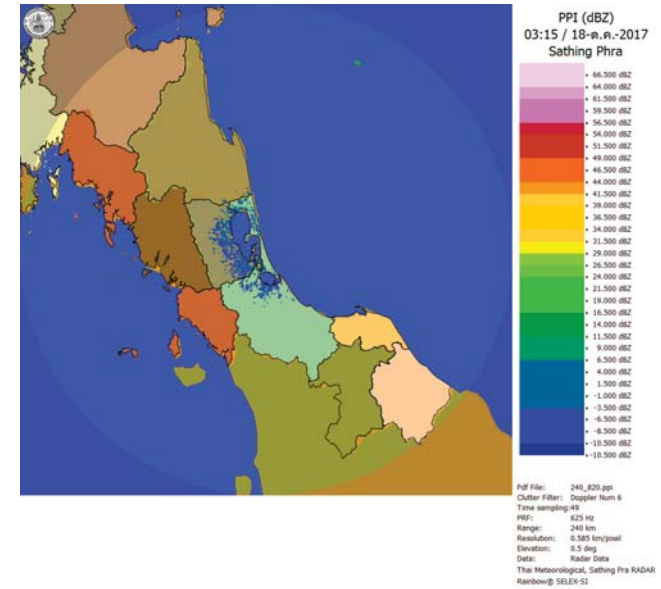 PPI (dBZ)
03:15 / 18-ต.ค.-2017
Sathing Phra
66.500 dBZ
64.000 dBZ
61.500 dBZ
59.500 dBZ
56.500 dBZ
54.000 dBZ
51.500 dBZ
49.000 dBZ
46.500 dBZ
44.000 dBZ
41.500 dBZ
39.000 dBZ
36.500 dBZ
34.000 dBZ
31.500 dBZ
29.000 dBZ
26.500 dBZ
24.000 dBZ
21.500 dBZ
19.000 dBZ
16.500 dBZ
14.000 dBZ
11.500 dBZ
9.000 dBZ
6.500 dBZ
4.000 dBZ
1.500 dBZ
-1.000 dBZ
-3.500 dBZ
-6.500 dBZ
-8.500 dBZ
-10.500 dBZ
-10.500 dBZ
Pdf File: 240_820.ppi
Clutter Filter: Doppler Num 6
Time sampling:49
PRF: 625 Hz
Range: 240 km
Resolution: 0.585 km/pixel
Elevation: 0.5 deg
Data: Radar Data
Thai Meteorological, Sathing Pra RADAR
Rainbow® SELEX-SI